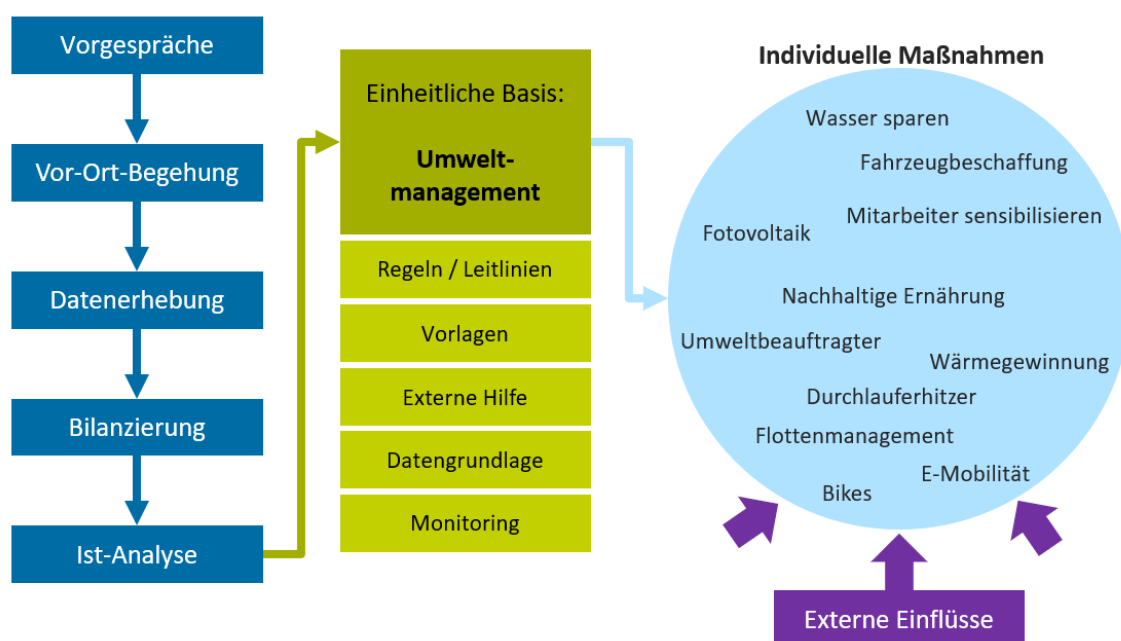 Vorgespräche
Vor-Ort-Begehung
Datenerhebung
Bilanzierung
Ist-Analyse
Einheitliche Basis:
Umwelt-
management
Regeln / Leitlinien
Vorlagen
Externe Hilfe
Datengrundlage
Monitoring
Individuelle Maßnahmen
Wasser sparen
Fahrzeugbeschaffung
Mitarbeiter sensibilisieren
Fotovoltaik
Nachhaltige Ernährung
Umweltbeauftragter
Wärmegewinnung
Durchlauferhitzer
Flottenmanagement
E-Mobilität
Bikes
Externe Einflüsse